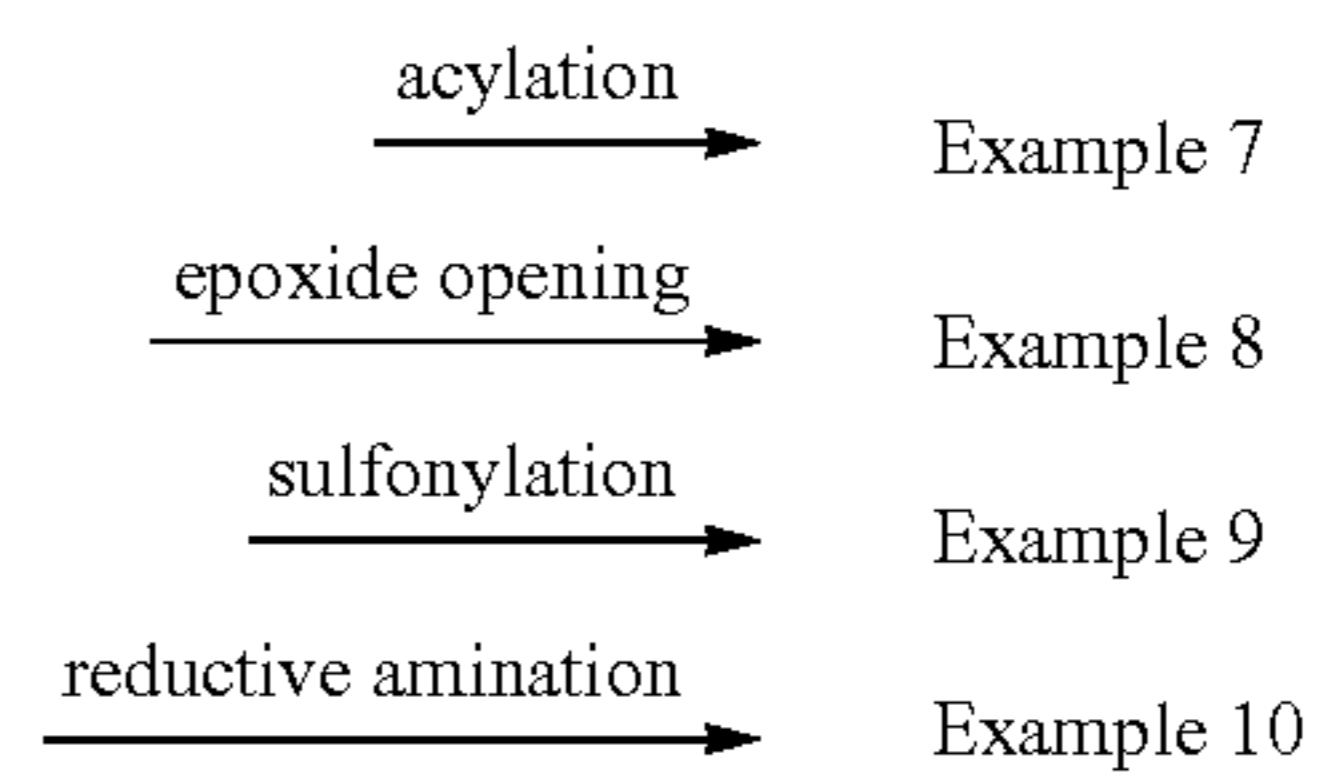 acylation
Example 7
epoxide opening
Example 8
sulfonylation
Example 9
reductive amination
Example 10